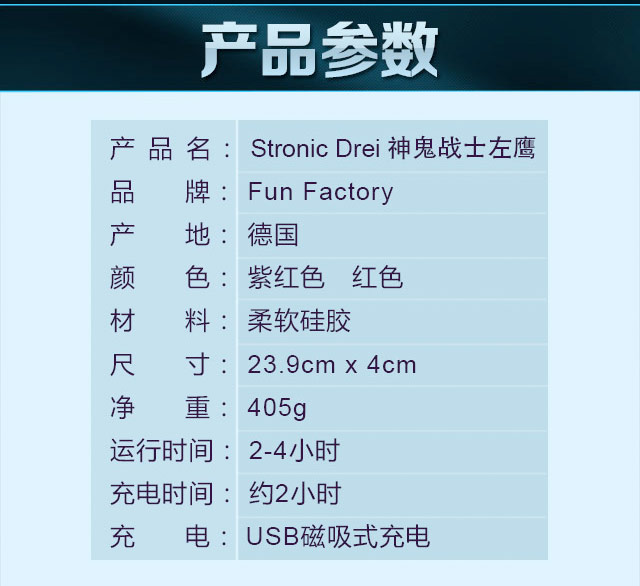 产品参数
产品名： Stronic Drei 神鬼战士左鹰
品牌： Fun Factory
产地： 德国
颜色： 紫红色 红色
材料： 柔软硅胶
尺寸： 23.9cm x 4cm
净重： 405g
运行时间： 2-4小时
充电时间： 约2小时
充电： USB磁吸式充电